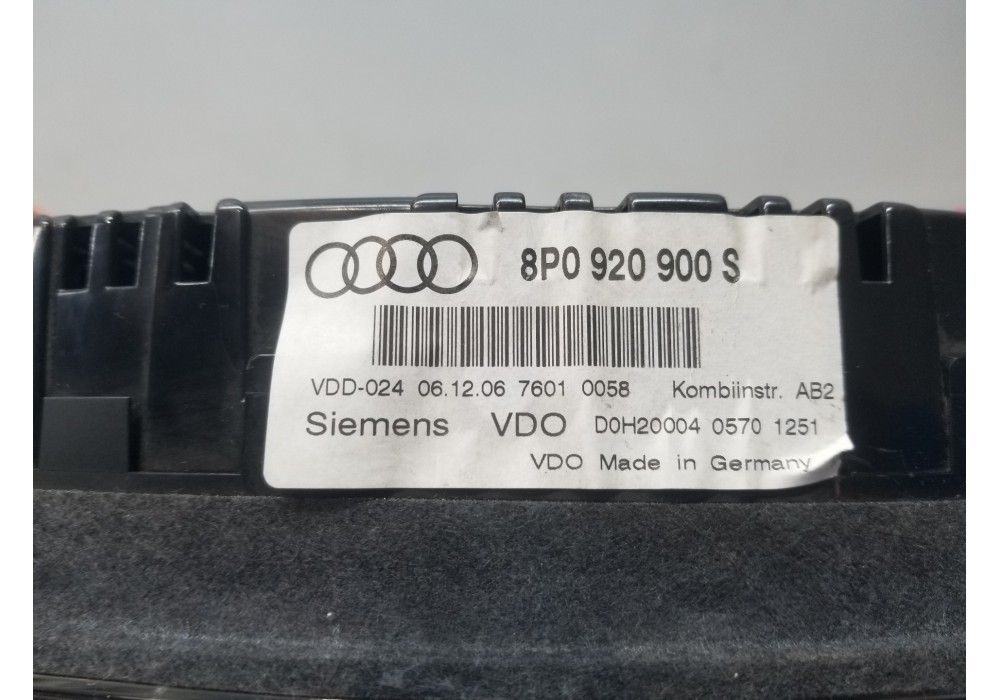 8P0 920 900 S
VDD-024 06.12.06 7601 0058 Kombiinstr. AB2
Siemens VDO D0H20004 0570 1251
VDO Made in Germany